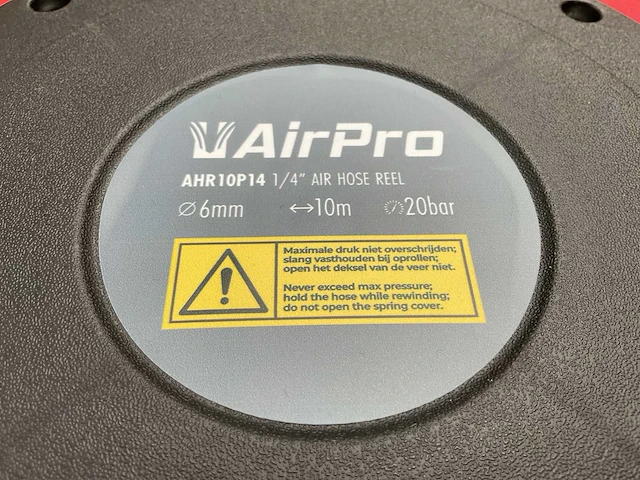 AirPro
AHR10P14 1/4” AIR HOSE REEL
⌀6mm ↔10m 20bar
Maximale druk niet overschrijden;
slang vasthouden bij oprollen;
open het deksel van de veer niet.
Never exceed max pressure;
hold the hose while rewinding;
do not open the spring cover.